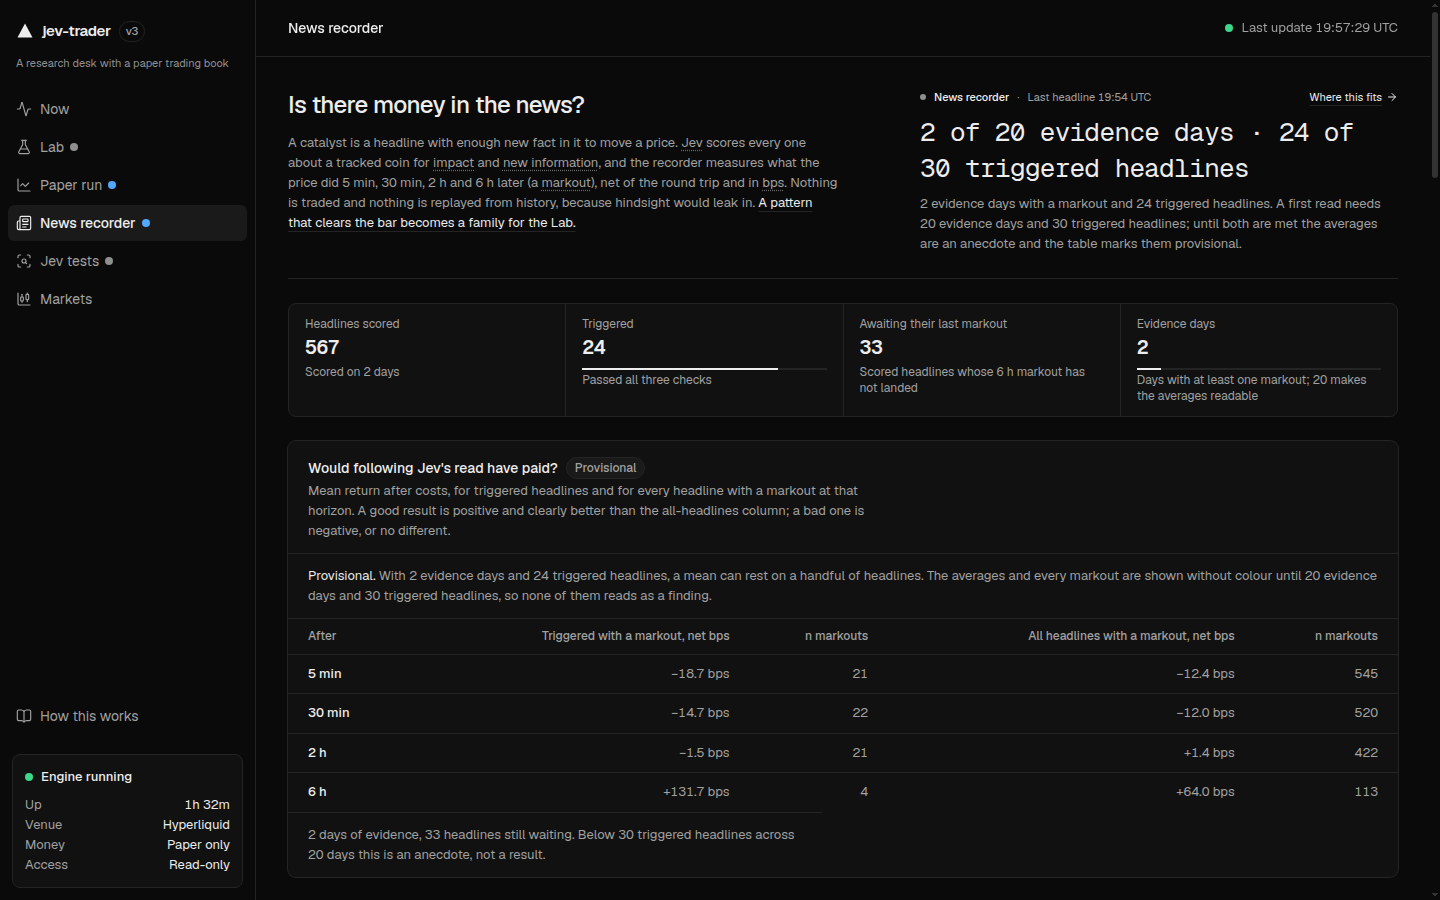 jev-trader v3
A research desk with a paper trading book
Now
Lab
Paper run
News recorder
Jev tests
Markets
How this works
Engine running
Up 1h 32m
Venue Hyperliquid
Money Paper only
Access Read-only
News recorder
Last update 19:57:29 UTC
Is there money in the news?
A catalyst is a headline with enough new fact in it to move a price. Jev scores every one
about a tracked coin for impact and new information, and the recorder measures what the
price did 5 min, 30 min, 2 h and 6 h later (a markout), net of the round trip and in bps. Nothing
is traded and nothing is replayed from history, because hindsight would leak in. A pattern
that clears the bar becomes a family for the Lab.
News recorder · Last headline 19:54 UTC
Where this fits →
2 of 20 evidence days · 24 of
30 triggered headlines
2 evidence days with a markout and 24 triggered headlines. A first read needs
20 evidence days and 30 triggered headlines; until both are met the averages
are an anecdote and the table marks them provisional.
Headlines scored
567
Scored on 2 days
Triggered
24
Passed all three checks
Awaiting their last markout
33
Scored headlines whose 6 h markout has
not landed
Evidence days
2
Days with at least one markout; 20 makes
the averages readable
Would following Jev's read have paid? Provisional
Mean return after costs, for triggered headlines and for every headline with a markout at that
horizon. A good result is positive and clearly better than the all-headlines column; a bad one is
negative, or no different.
Provisional. With 2 evidence days and 24 triggered headlines, a mean can rest on a handful of headlines. The averages and every markout are shown without colour until 20 evidence
days and 30 triggered headlines, so none of them reads as a finding.
After Triggered with a markout, net bps n markouts All headlines with a markout, net bps n markouts
5 min −18.7 bps 21 −12.4 bps 545
30 min −14.7 bps 22 −12.0 bps 520
2 h −1.5 bps 21 +1.4 bps 422
6 h +131.7 bps 4 +64.0 bps 113
2 days of evidence, 33 headlines still waiting. Below 30 triggered headlines across
20 days this is an anecdote, not a result.